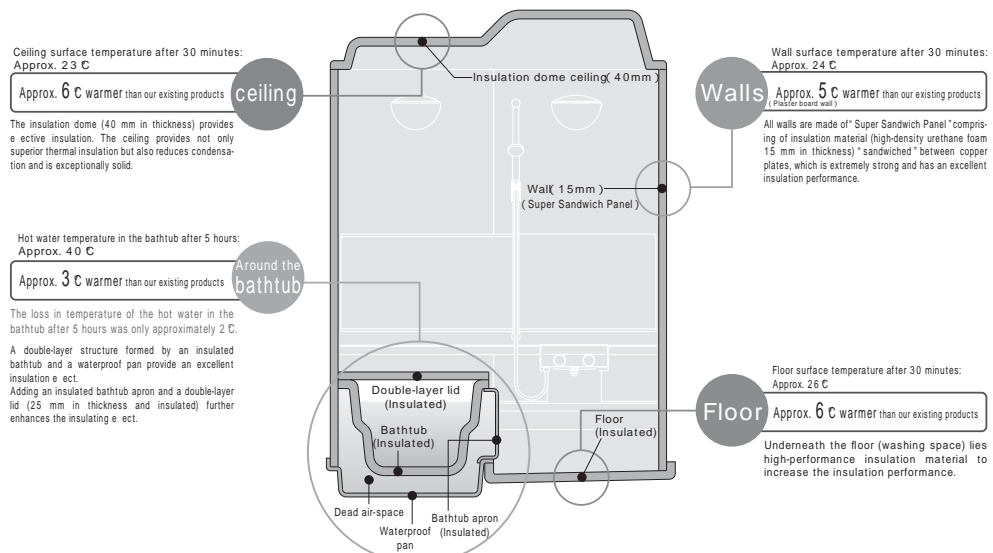 Ceiling surface temperature after 30 minutes:
Approx. 23 ℃
Approx. 6 ℃ warmer than our existing products
ceiling
The insulation dome (40 mm in thickness) provides
e ective insulation. The ceiling provides not only
superior thermal insulation but also reduces condensa-
tion and is exceptionally solid.
Hot water temperature in the bathtub after 5 hours:
Approx. 40 ℃
Approx. 3 ℃ warmer than our existing products
Around the
bathtub
The loss in temperature of the hot water in the
bathtub after 5 hours was only approximately 2 ℃.
A double-layer structure formed by an insulated
bathtub and a waterproof pan provide an excellent
insulation e ect.
Adding an insulated bathtub apron and a double-layer
lid (25 mm in thickness and insulated) further
enhances the insulating e ect.
Insulation dome ceiling( 40mm )
Wall( 15mm )
( Super Sandwich Panel )
Double-layer lid
(Insulated)
Bathtub
(Insulated)
Floor
(Insulated)
Dead air-space
Waterproof
pan
Bathtub apron
(Insulated)
Wall surface temperature after 30 minutes:
Approx. 24 ℃
Walls
Approx. 5 ℃ warmer than our existing products
( Plaster board wall )
All walls are made of “ Super Sandwich Panel ” compris-
ing of insulation material (high-density urethane foam
15 mm in thickness) “ sandwiched ” between copper
plates, which is extremely strong and has an excellent
insulation performance.
Floor surface temperature after 30 minutes:
Approx. 26 ℃
Floor
Approx. 6 ℃ warmer than our existing products
Underneath the floor (washing space) lies
high-performance insulation material to
increase the insulation performance.